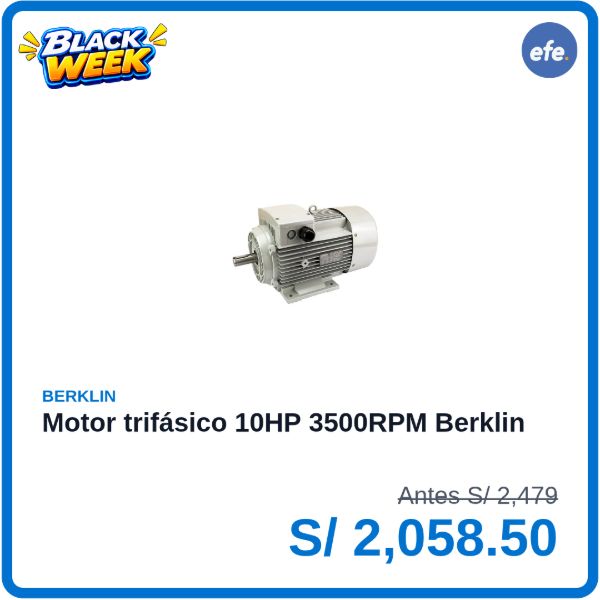 BLACK
WEEK
efe.
BERKLIN
Motor trifásico 10HP 3500RPM Berklin
Antes S/ 2,479
S/ 2,058.50